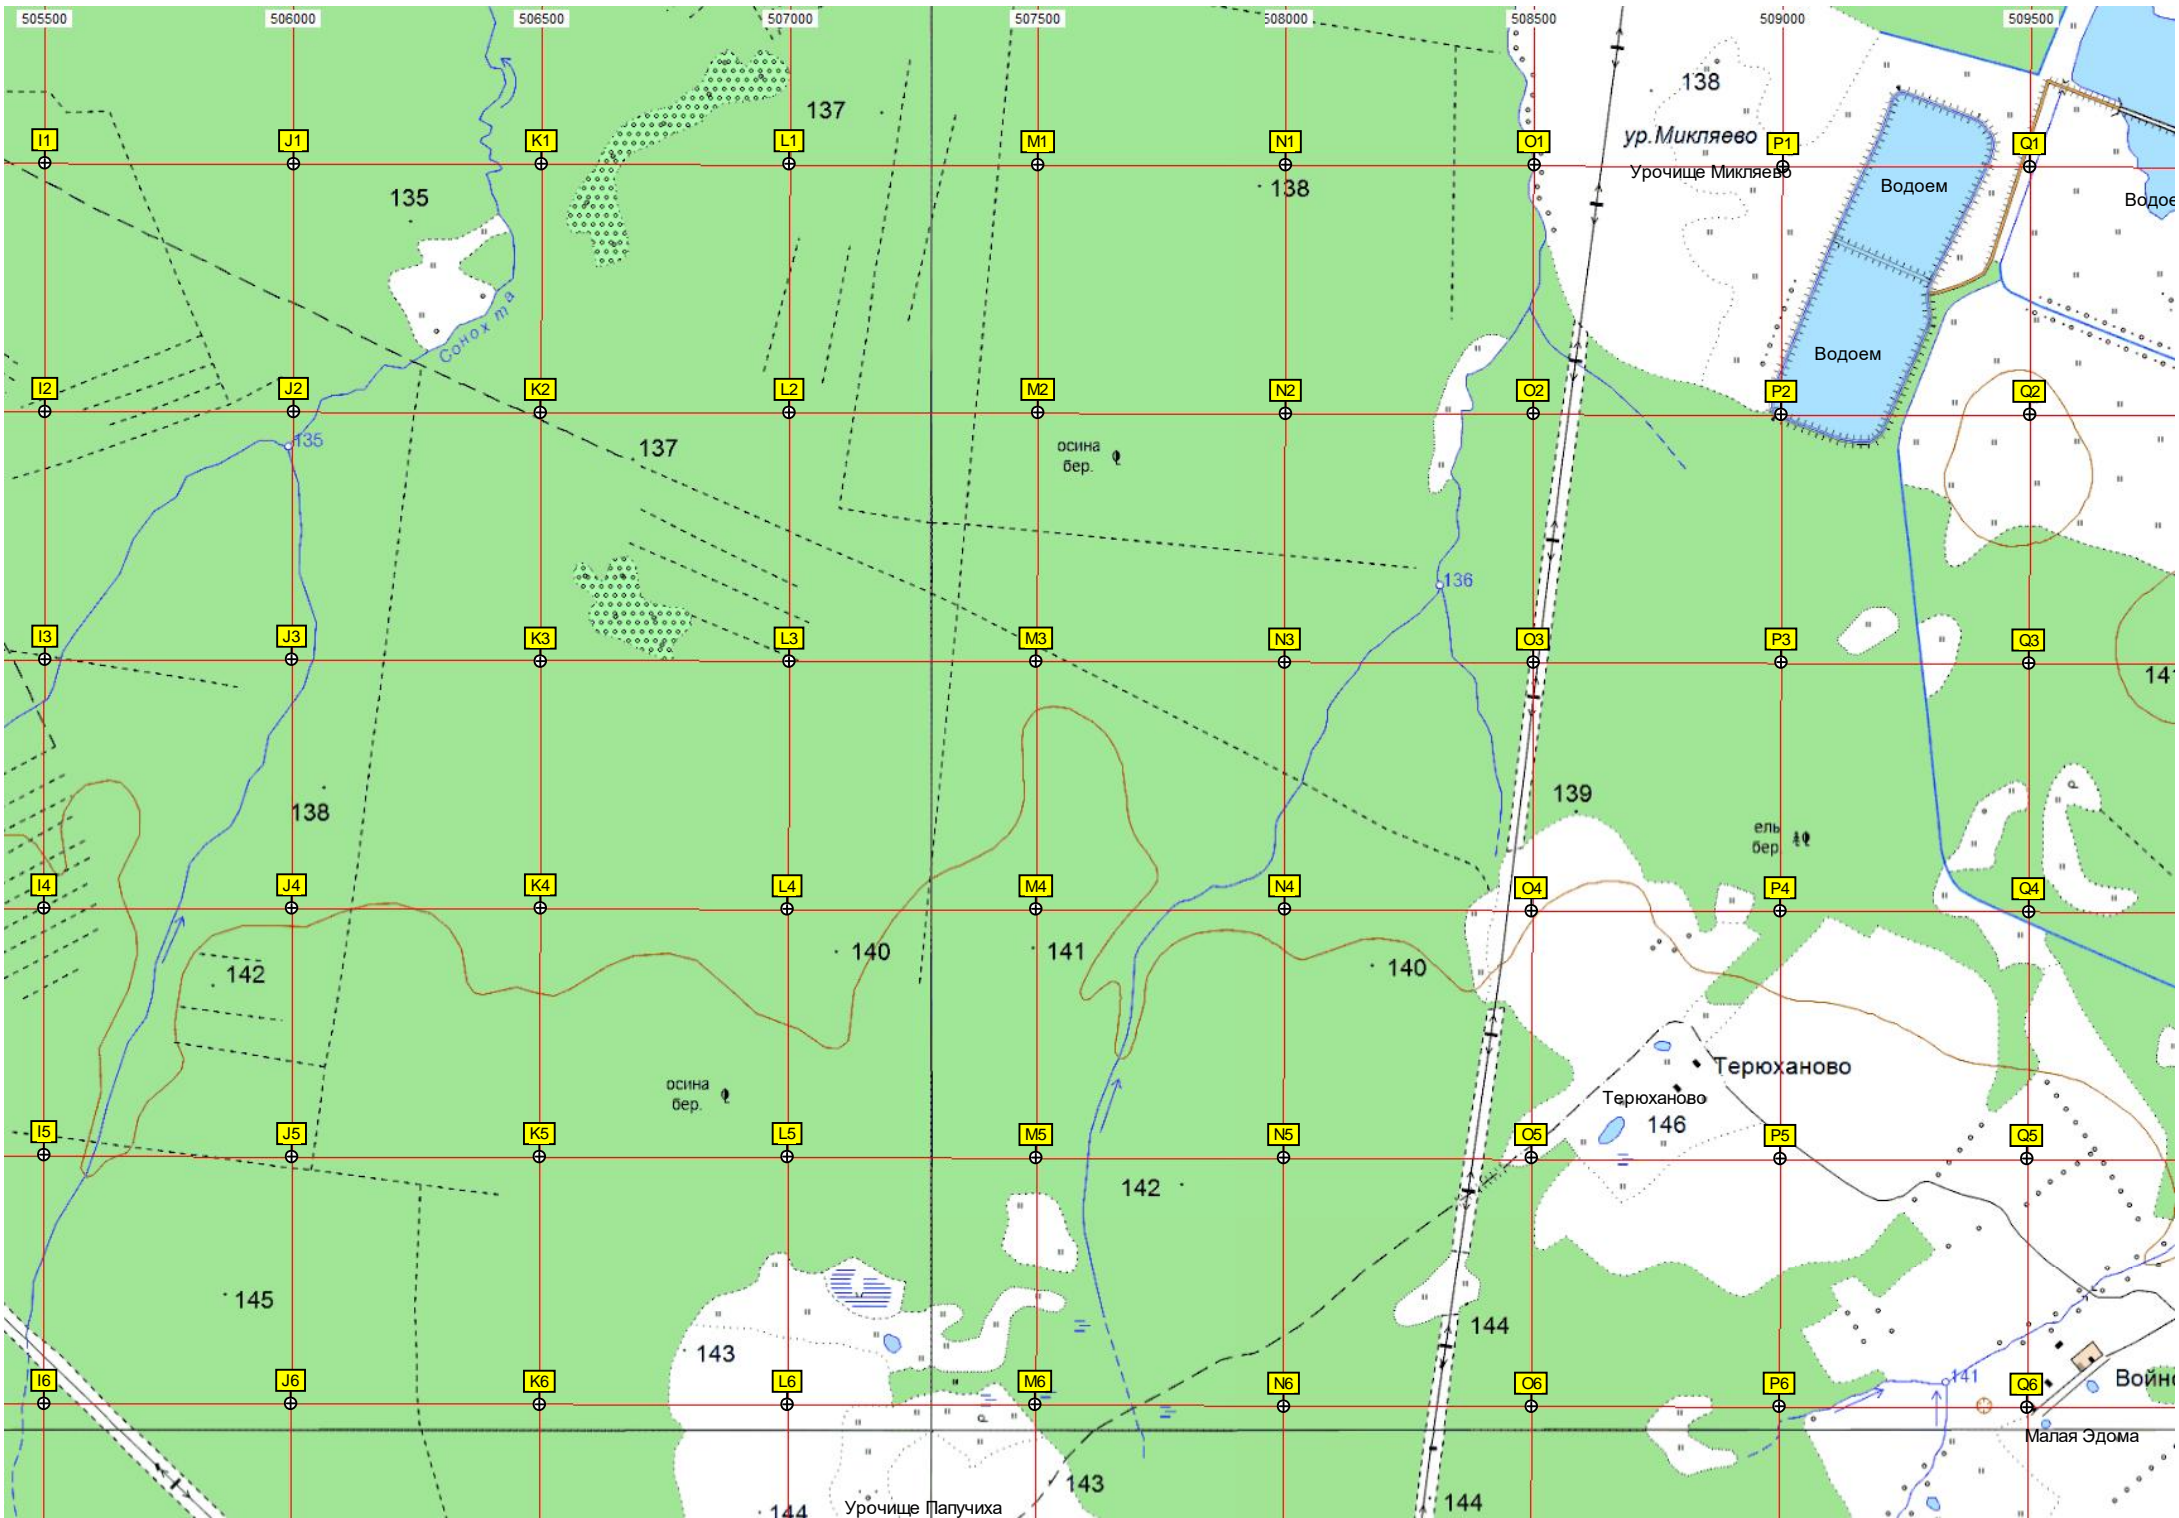 505500 506000 506500 507000 507500 508000 508500 509000 509500
137 138
I1 J1 K1 L1 M1 N1 O1 P1 Q1
ур.Микляево
Урочище Микляево
135 138 Водоем
Сонохта
Водоем
I2 J2 K2 L2 M2 N2 O2 P2 Q2
135 137
осина
бер.
136
I3 J3 K3 L3 M3 N3 O3 P3 Q3
141
138 139
ель
бер.
I4 J4 K4 L4 M4 N4 O4 P4 Q4
142 140 141 140
Терюханово
осина
бер.
Терюханово
146
I5 J5 K5 L5 M5 N5 O5 P5 Q5
142
145 144
143
I6 J6 K6 L6 M6 N6 O6 P6 Q6
141
Малая Эдома
143
144 Урочище Папучиха 144